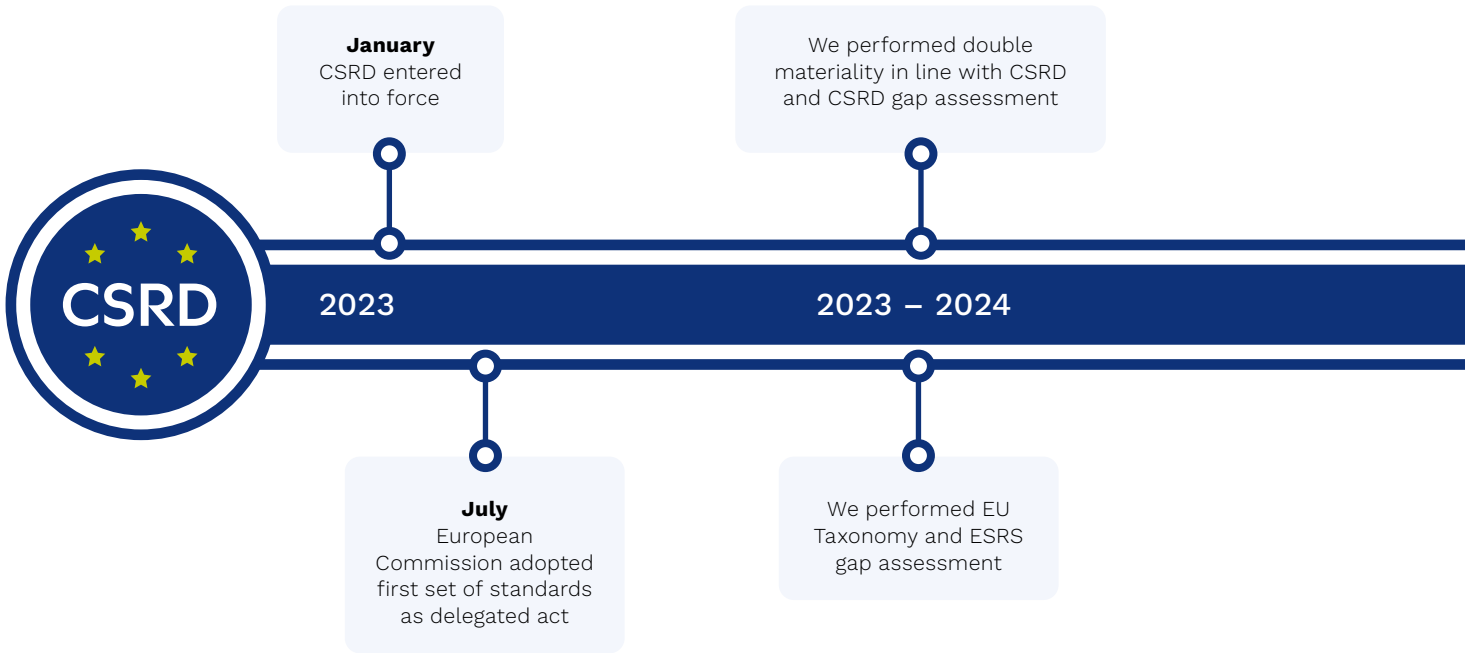 January
CSRD entered
into force
We performed double
materiality in line with CSRD
and CSRD gap assessment
CSRD
2023
2023 – 2024
July
European
Commission adopted
first set of standards
as delegated act
We performed EU
Taxonomy and ESRS
gap assessment